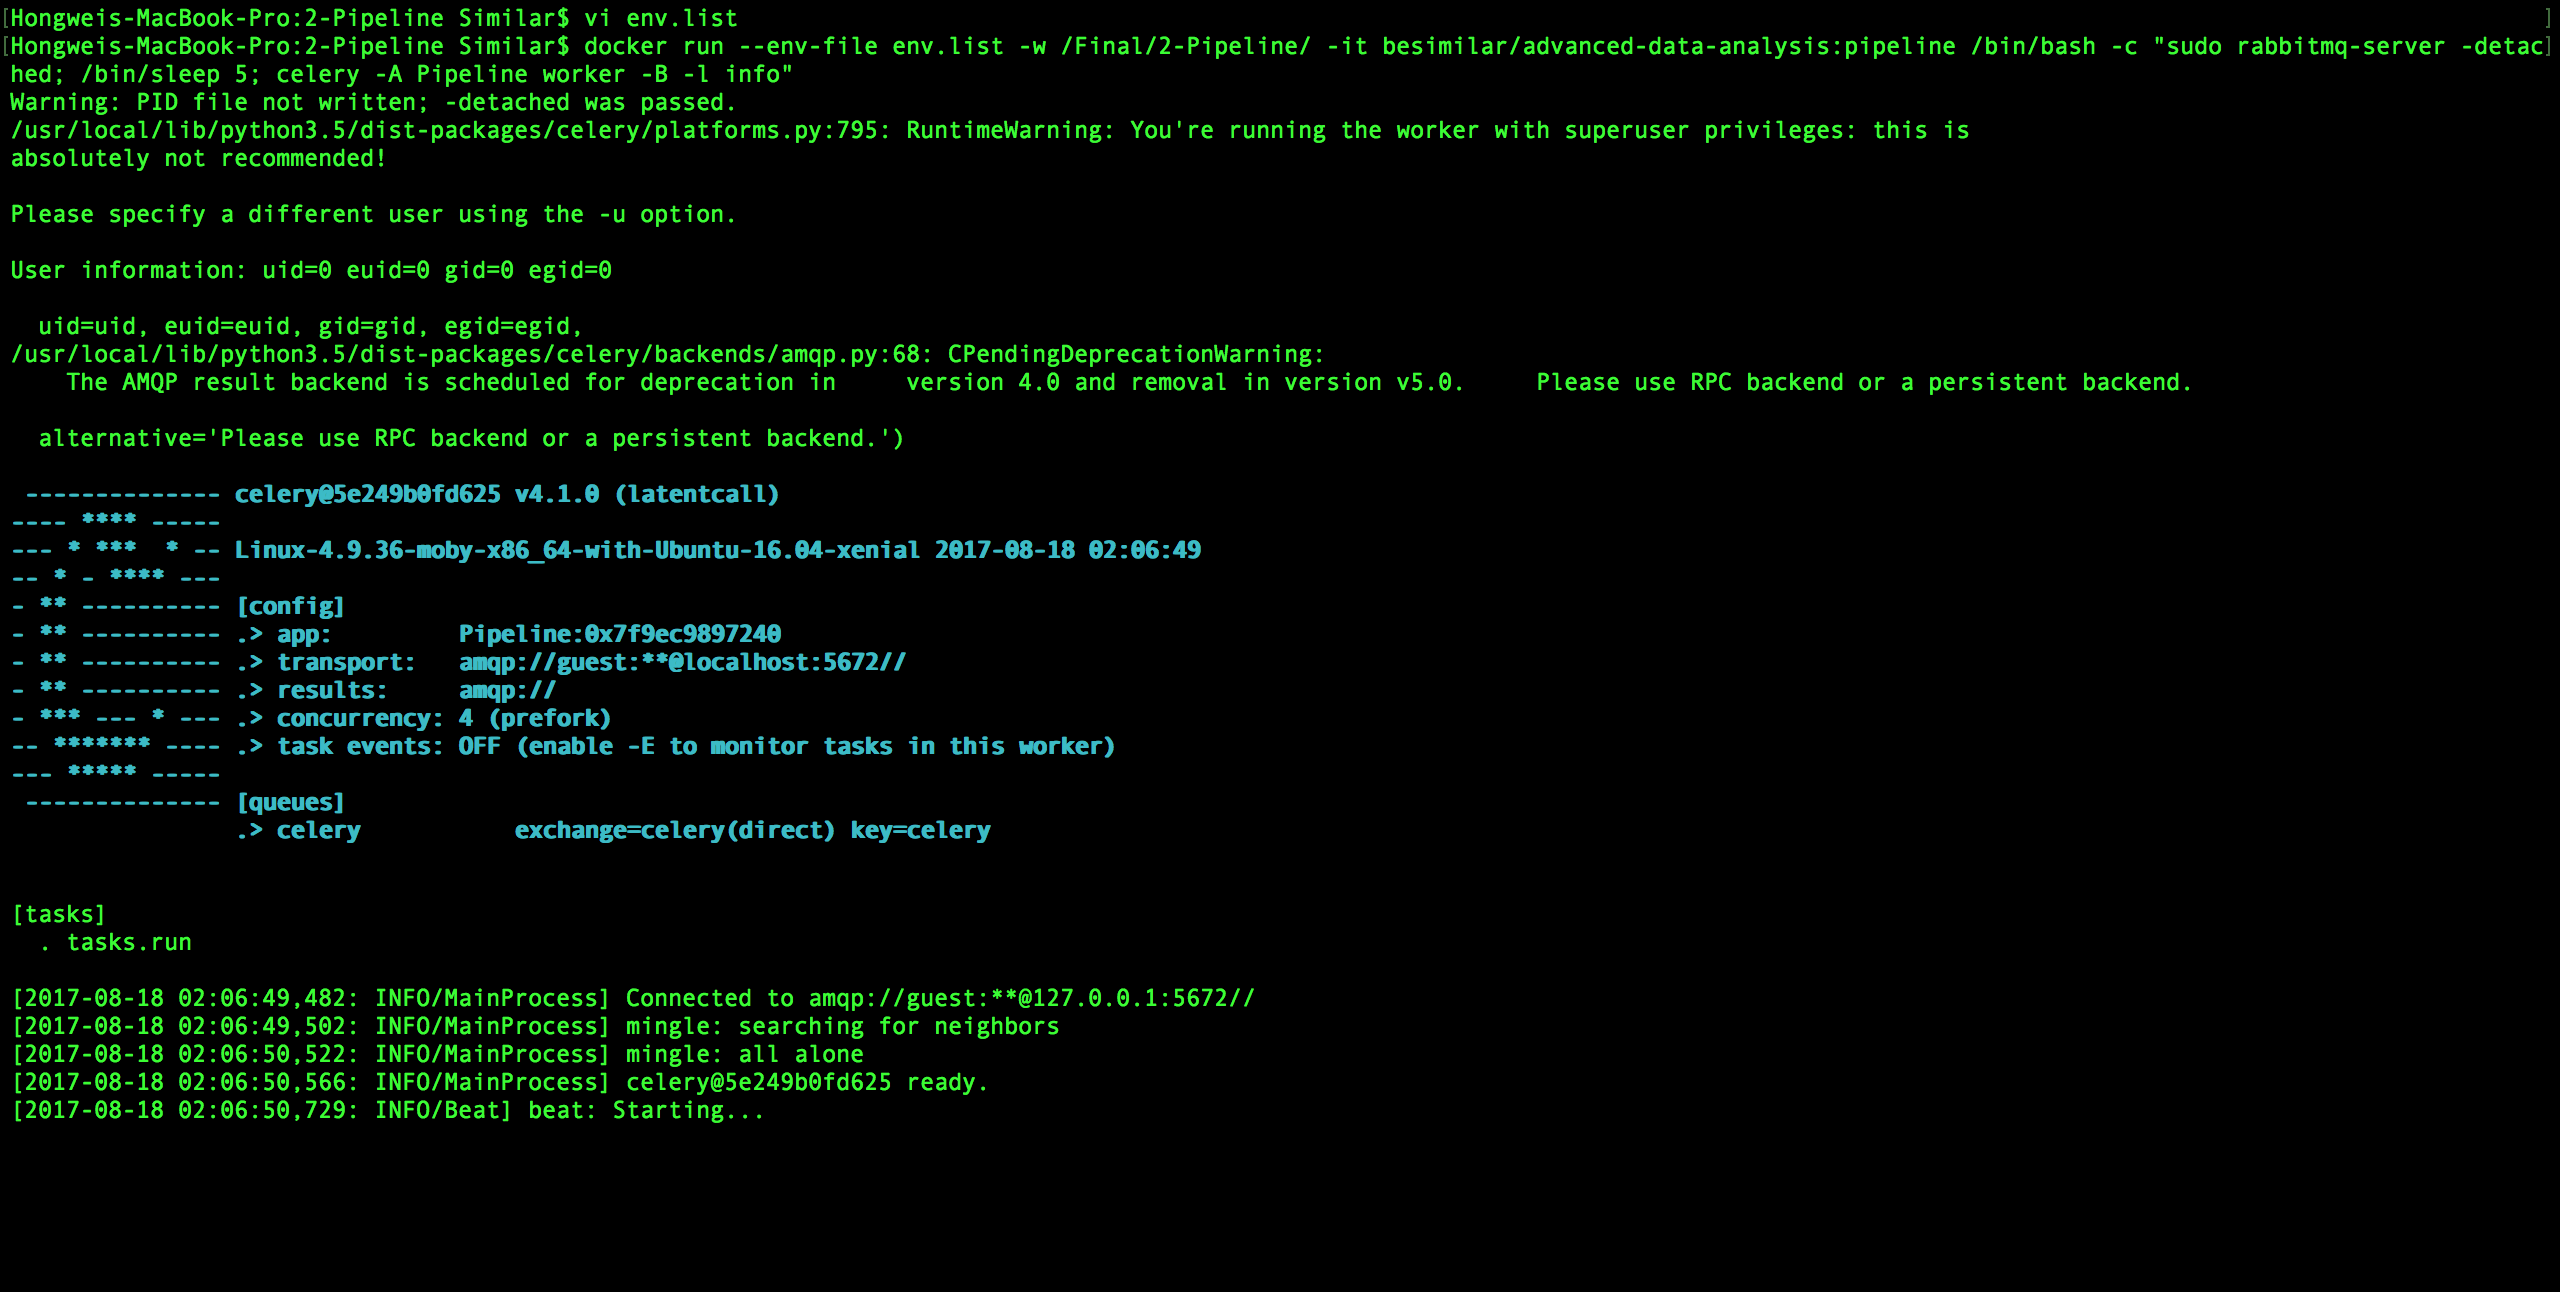 [Hongweis-MacBook-Pro:2-Pipeline Similar$ vi env.list ]
[Hongweis-MacBook-Pro:2-Pipeline Similar$ docker run --env-file env.list -w /Final/2-Pipeline/ -it besimilar/advanced-data-analysis:pipeline /bin/bash -c "sudo rabbitmq-server -detac]
hed; /bin/sleep 5; celery -A Pipeline worker -B -l info"
Warning: PID file not written; -detached was passed.
/usr/local/lib/python3.5/dist-packages/celery/platforms.py:795: RuntimeWarning: You're running the worker with superuser privileges: this is
absolutely not recommended!

Please specify a different user using the -u option.

User information: uid=0 euid=0 gid=0 egid=0

  uid=uid, euid=euid, gid=gid, egid=egid,
/usr/local/lib/python3.5/dist-packages/celery/backends/amqp.py:68: CPendingDeprecationWarning:
    The AMQP result backend is scheduled for deprecation in     version 4.0 and removal in version v5.0.     Please use RPC backend or a persistent backend.

  alternative='Please use RPC backend or a persistent backend.')

 -------------- celery@5e249b0fd625 v4.1.0 (latentcall)
---- **** -----
--- * ***  * -- Linux-4.9.36-moby-x86_64-with-Ubuntu-16.04-xenial 2017-08-18 02:06:49
-- * - **** ---
- ** ---------- [config]
- ** ---------- .> app:         Pipeline:0x7f9ec9897240
- ** ---------- .> transport:   amqp://guest:**@localhost:5672//
- ** ---------- .> results:     amqp://
- *** --- * --- .> concurrency: 4 (prefork)
-- ******* ---- .> task events: OFF (enable -E to monitor tasks in this worker)
--- ***** -----
 -------------- [queues]
                .> celery           exchange=celery(direct) key=celery

[tasks]
  . tasks.run

[2017-08-18 02:06:49,482: INFO/MainProcess] Connected to amqp://guest:**@127.0.0.1:5672//
[2017-08-18 02:06:49,502: INFO/MainProcess] mingle: searching for neighbors
[2017-08-18 02:06:50,522: INFO/MainProcess] mingle: all alone
[2017-08-18 02:06:50,566: INFO/MainProcess] celery@5e249b0fd625 ready.
[2017-08-18 02:06:50,729: INFO/Beat] beat: Starting...